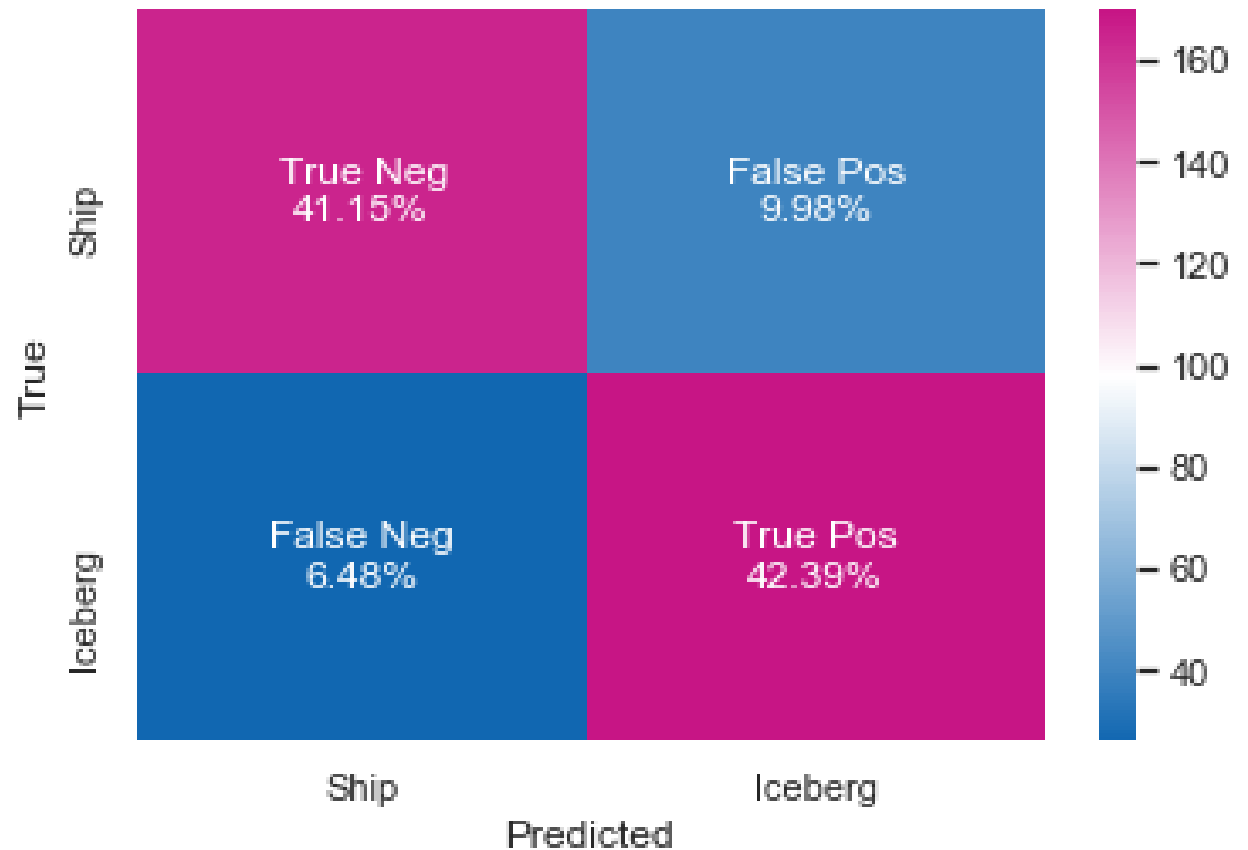 True Neg
41.15%
False Pos
9.98%
False Neg
6.48%
True Pos
42.39%
Ship
Iceberg
True
Ship
Iceberg
Predicted
160
140
120
100
80
60
40